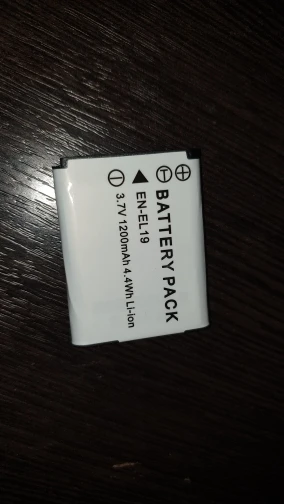 BATTERY PACK
EN-EL19
3.7V 1200mAh 4.4Wh Li-ion